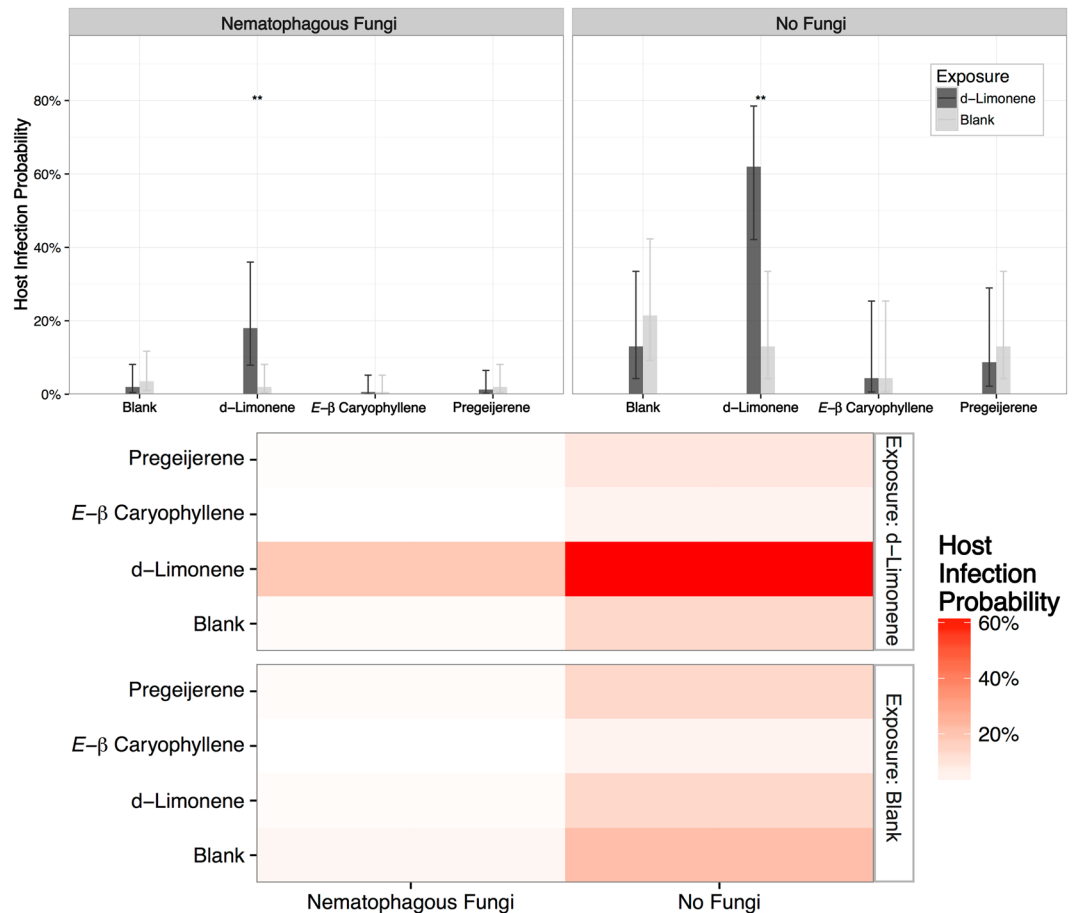 Nematophagous Fungi
No Fungi
Host Infection Probability
80%
60%
40%
20%
0%
**
**
Exposure
d−Limonene
Blank
Blank
d−Limonene
E−β Caryophyllene
Pregeijerene
Blank
d−Limonene
E−β Caryophyllene
Pregeijerene
Pregeijerene
E−β Caryophyllene
d−Limonene
Blank
Exposure: d−Limonene
Pregeijerene
E−β Caryophyllene
d−Limonene
Blank
Exposure: Blank
Nematophagous Fungi
No Fungi
Host
Infection
Probability
60%
40%
20%